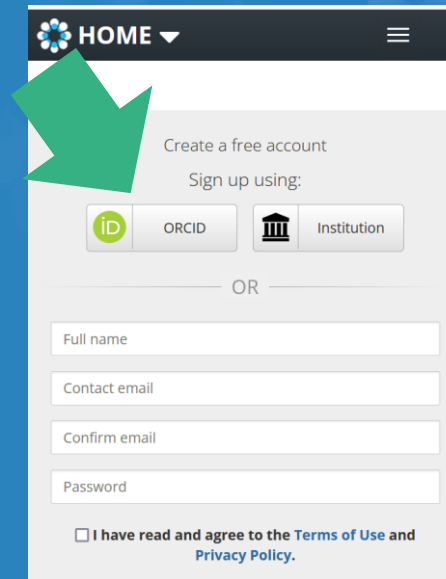 HOME
Create a free account
Sign up using:
iD ORCID Institution
OR
Full name
Contact email
Confirm email
Password
I have read and agree to the Terms of Use and
Privacy Policy.